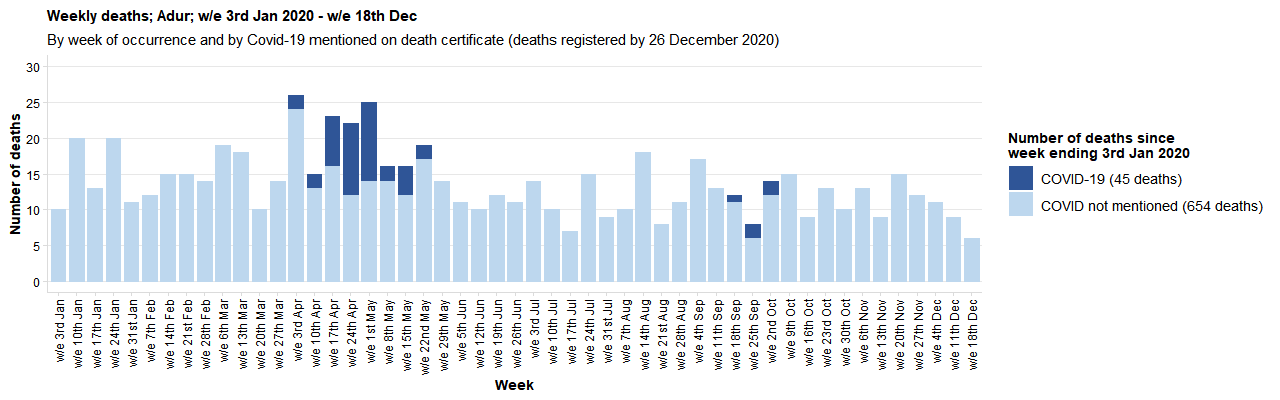 Weekly deaths; Adur; w/e 3rd Jan 2020 - w/e 18th Dec
By week of occurrence and by Covid-19 mentioned on death certificate (deaths registered by 26 December 2020)
Number of deaths
30
25
20
15
10
5
0
w/e 3rd Jan
w/e 10th Jan
w/e 17th Jan
w/e 24th Jan
w/e 31st Jan
w/e 7th Feb
w/e 14th Feb
w/e 21st Feb
w/e 28th Feb
w/e 6th Mar
w/e 13th Mar
w/e 20th Mar
w/e 27th Mar
w/e 3rd Apr
w/e 10th Apr
w/e 17th Apr
w/e 24th Apr
w/e 1st May
w/e 8th May
w/e 15th May
w/e 22nd May
w/e 29th May
w/e 5th Jun
w/e 12th Jun
w/e 19th Jun
w/e 26th Jun
w/e 3rd Jul
w/e 10th Jul
w/e 17th Jul
w/e 24th Jul
w/e 31st Jul
w/e 7th Aug
w/e 14th Aug
w/e 21st Aug
w/e 28th Aug
w/e 4th Sep
w/e 11th Sep
w/e 18th Sep
w/e 25th Sep
w/e 2nd Oct
w/e 9th Oct
w/e 16th Oct
w/e 23rd Oct
w/e 30th Oct
w/e 6th Nov
w/e 13th Nov
w/e 20th Nov
w/e 27th Nov
w/e 4th Dec
w/e 11th Dec
w/e 18th Dec
Week
Number of deaths since
week ending 3rd Jan 2020
COVID-19 (45 deaths)
COVID not mentioned (654 deaths)